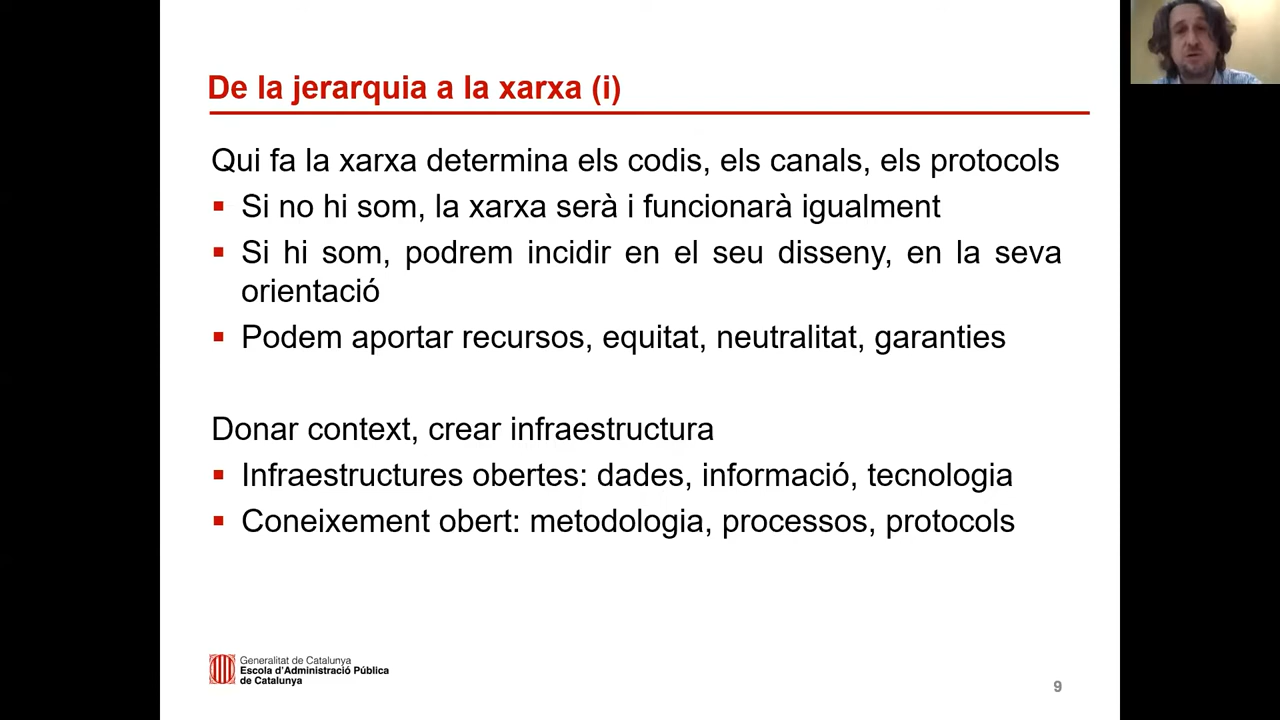 De la jerarquia a la xarxa (i)
Qui fa la xarxa determina els codis, els canals, els protocols
Si no hi som, la xarxa serà i funcionarà igualment
Si hi som, podrem incidir en el seu disseny, en la seva
orientació
Podem aportar recursos, equitat, neutralitat, garanties
Donar context, crear infraestructura
Infraestructures obertes: dades, informació, tecnologia
Coneixement obert: metodologia, processos, protocols
Generalitat de Catalunya
Escola d'Administració Pública
de Catalunya
9